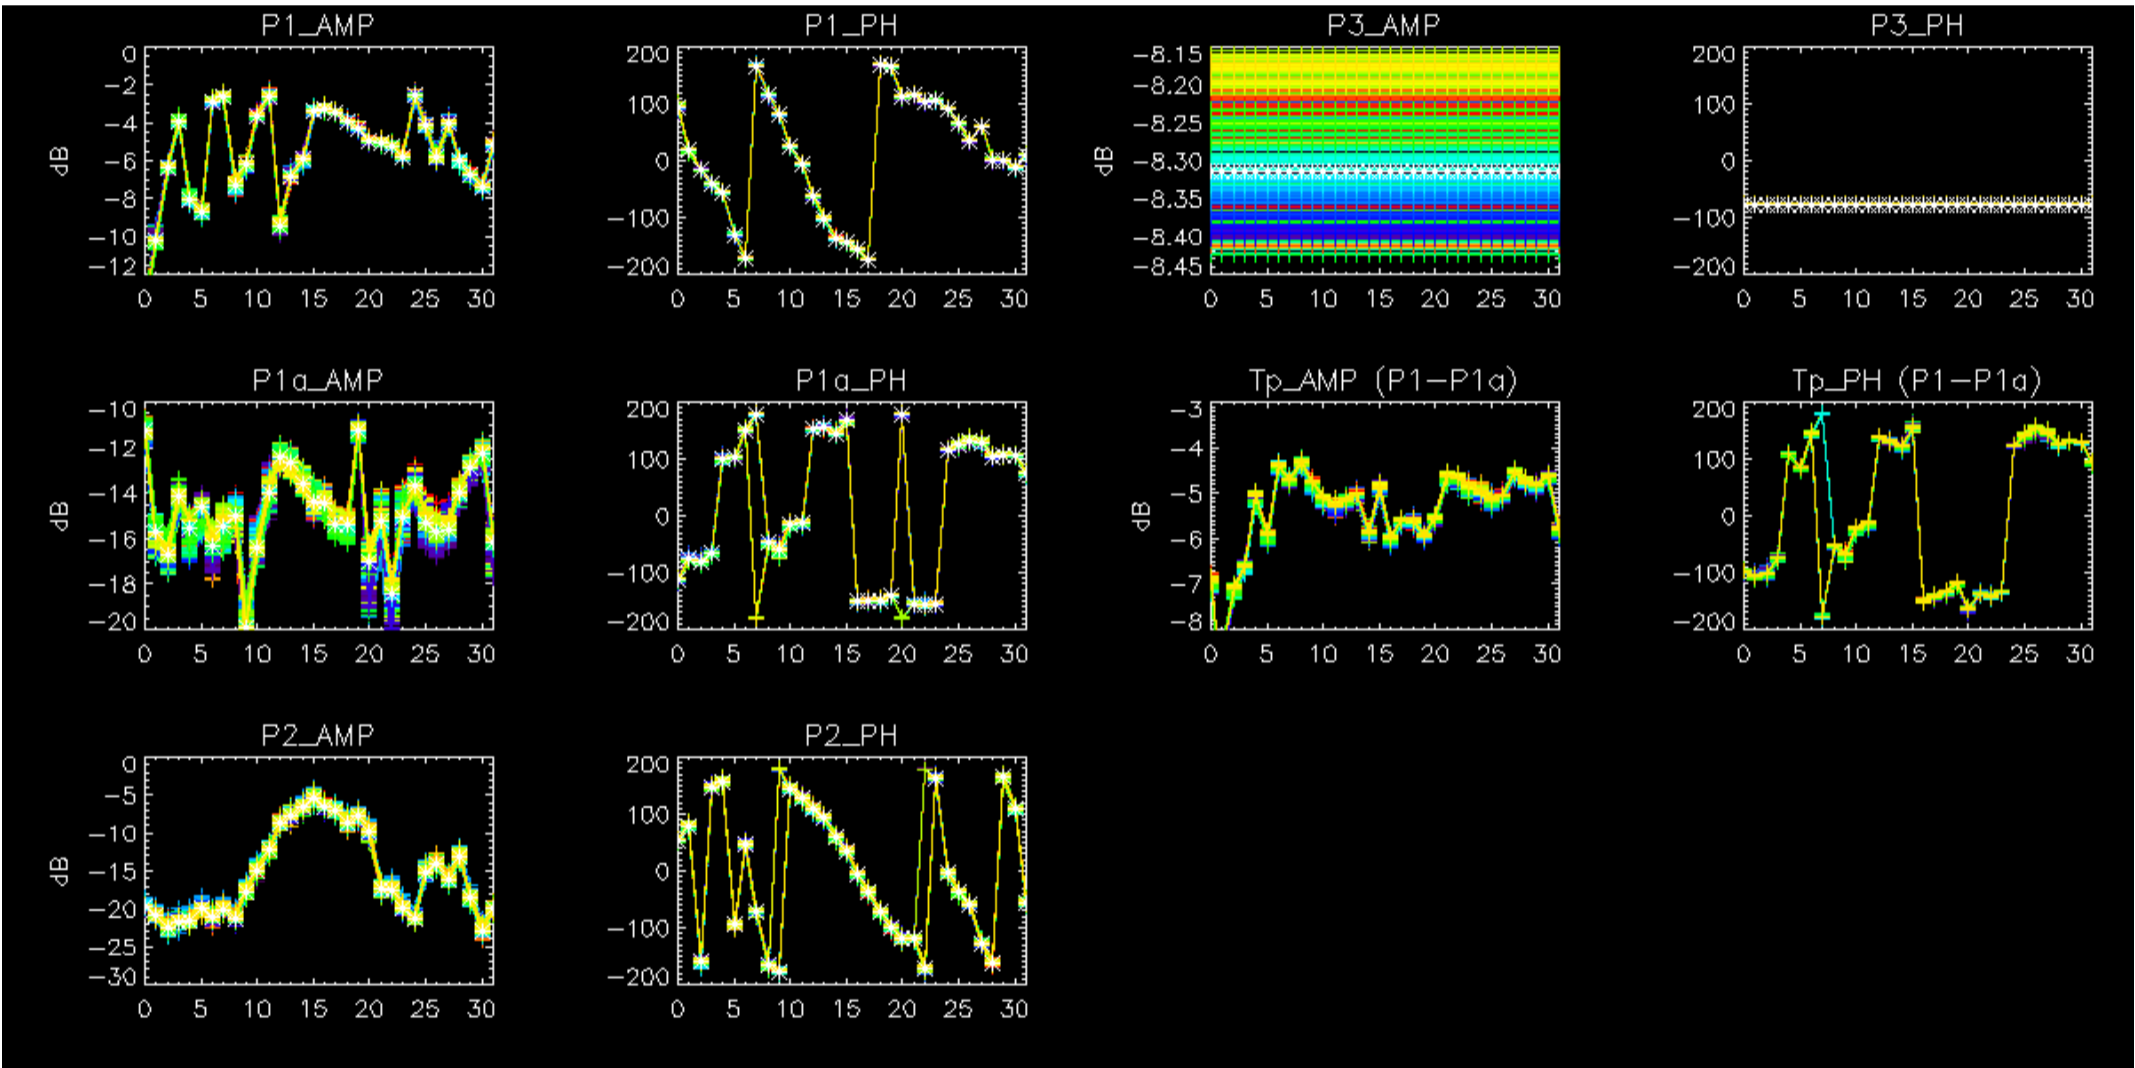 P1_AMP
P1_PH
P3_AMP
P3_PH
0
-2
-4
-6
-8
-10
-12
dB
0 5 10 15 20 25 30
200
100
0
-100
-200
0 5 10 15 20 25 30
-8.15
-8.20
-8.25
-8.30
-8.35
-8.40
-8.45
dB
0 5 10 15 20 25 30
200
100
0
-100
-200
0 5 10 15 20 25 30
P1a_AMP
P1a_PH
Tp_AMP (P1-P1a)
Tp_PH (P1-P1a)
-10
-12
-14
-16
-18
-20
dB
0 5 10 15 20 25 30
200
100
0
-100
-200
0 5 10 15 20 25 30
-3
-4
-5
-6
-7
-8
dB
0 5 10 15 20 25 30
200
100
0
-100
-200
0 5 10 15 20 25 30
P2_AMP
P2_PH
0
-5
-10
-15
-20
-25
-30
dB
0 5 10 15 20 25 30
200
100
0
-100
-200
0 5 10 15 20 25 30